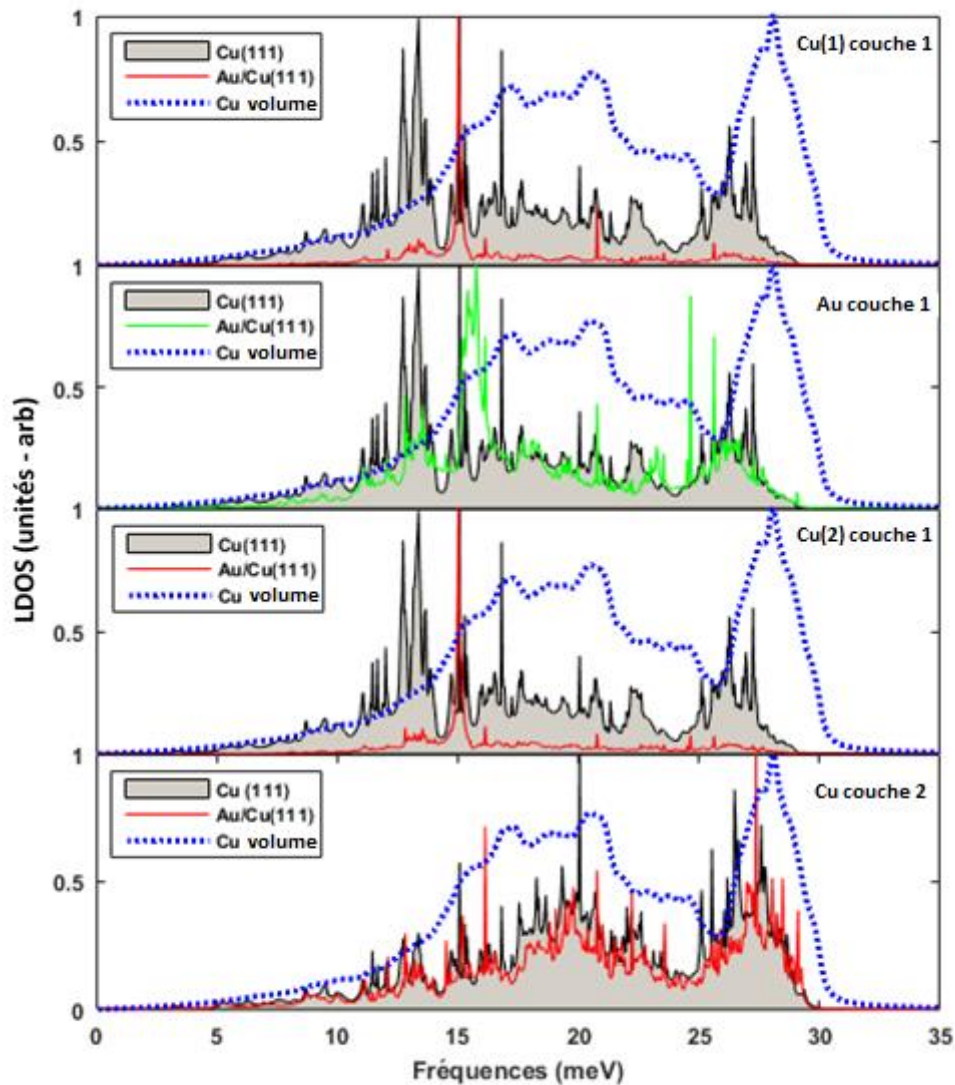 1
Cu(111)
Au/Cu(111)
Cu volume
Cu(1) couche 1
0.5
1
Cu(111)
Au/Cu(111)
Cu volume
Au couche 1
0.5
1
Cu(111)
Au/Cu(111)
Cu volume
Cu(2) couche 1
0.5
1
Cu (111)
Au/Cu(111)
Cu volume
Cu couche 2
0.5
0
LDOS (unités - arb)
0 5 10 15 20 25 30 35
Fréquences (meV)